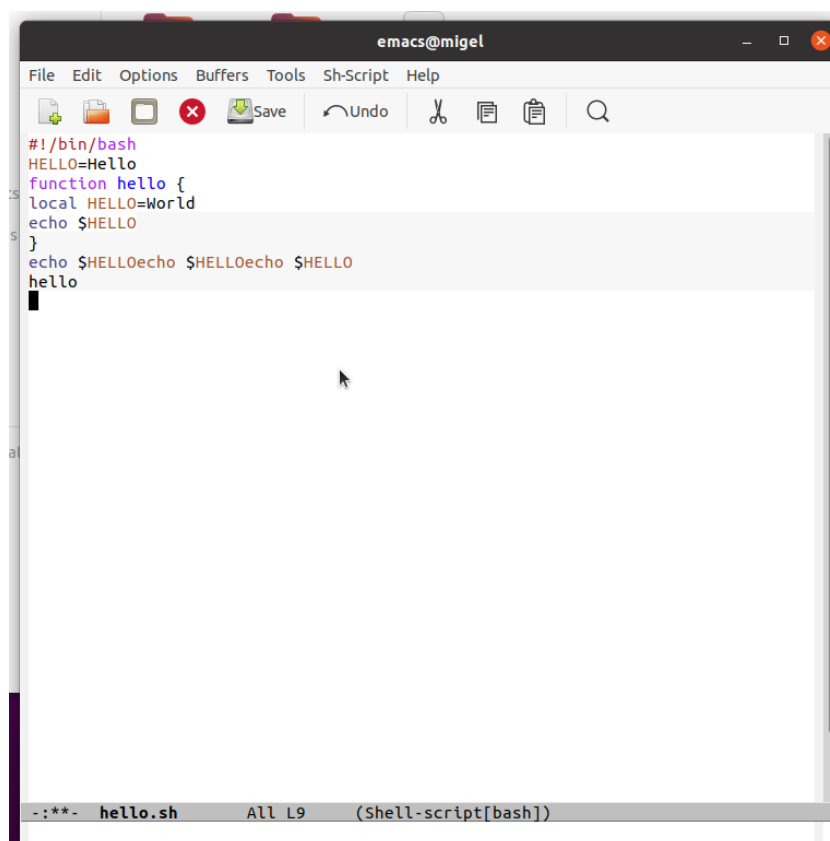 emacs@migel
File Edit Options Buffers Tools Sh-Script Help
Save Undo
#!/bin/bash
HELLO=Hello
function hello {
local HELLO=World
echo $HELLO
}
echo $HELLOecho $HELLOecho $HELLO
hello
-:**- hello.sh All L9 (Shell-script[bash])